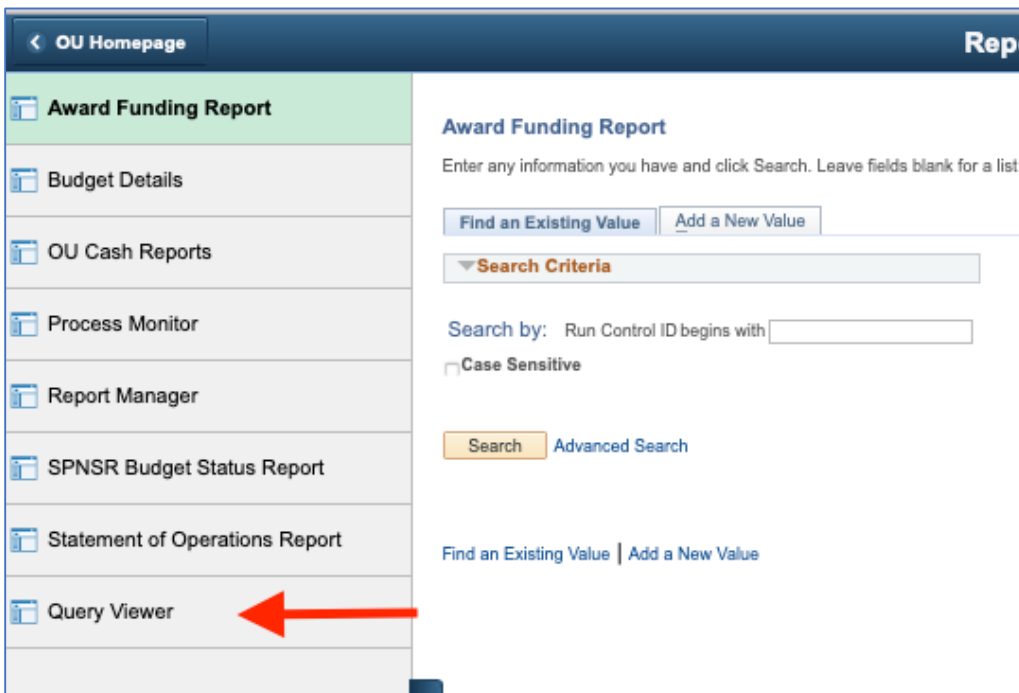 OU Homepage
Rep
Award Funding Report
Budget Details
OU Cash Reports
Process Monitor
Report Manager
SPNSR Budget Status Report
Statement of Operations Report
Query Viewer
Award Funding Report
Enter any information you have and click Search. Leave fields blank for a list
Find an Existing Value Add a New Value
Search Criteria
Search by: Run Control ID begins with
Case Sensitive
Search Advanced Search
Find an Existing Value | Add a New Value